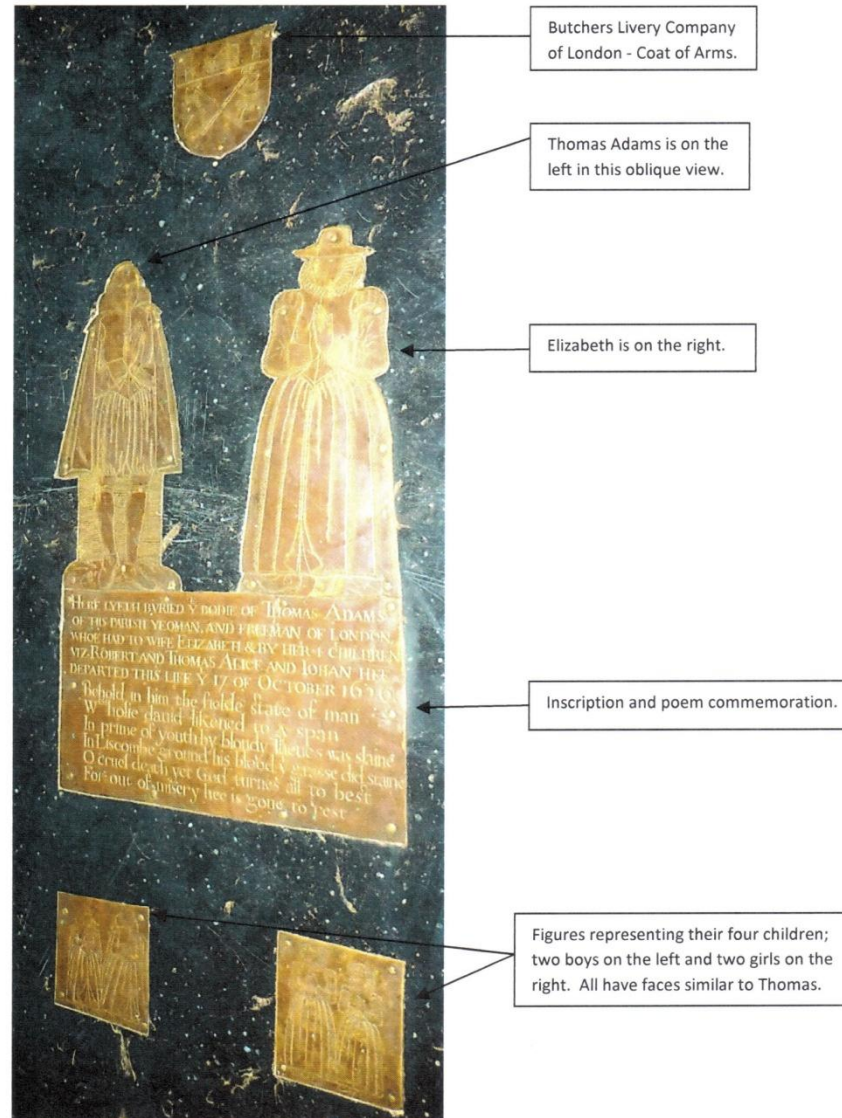 Butchers Livery Company
of London - Coat of Arms.
Thomas Adams is on the
left in this oblique view.
Elizabeth is on the right.
HERE LYETH BVRIED Y BODIE OF THOMAS ADAMS
OF THIS PARISH YEOMAN, AND FREEMAN OF LONDON
WHOE HAD TO WIFE ELIZABETH & BY HER 4 CHILDREN
VIZ ROBERT AND THOMAS ALICE AND IOHAN HEE
DEPARTED THIS LIFE Y 17 OF OCTOBER 1626
Behold in him the state of man
W holie david likened to a span
In prime of youth by bloudy theues was slaine
In Liscombe ground his bloud y grasse did staine
O cruel death yet God turnes all to best
For out of misery hee is gone to rest
Inscription and poem commemoration.
Figures representing their four children;
two boys on the left and two girls on the
right. All have faces similar to Thomas.